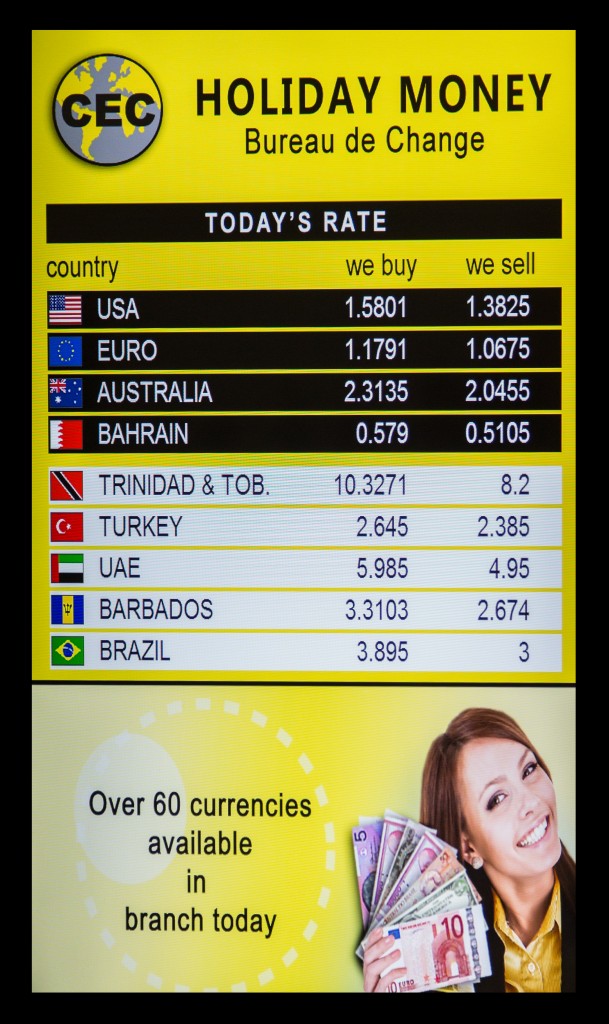 CEC
HOLIDAY MONEY
Bureau de Change
TODAY'S RATE
country we buy we sell
USA 1.5801 1.3825
EURO 1.1791 1.0675
AUSTRALIA 2.3135 2.0455
BAHRAIN 0.579 0.5105
TRINIDAD & TOB. 10.3271 8.2
TURKEY 2.645 2.385
UAE 5.985 4.95
BARBADOS 3.3103 2.674
BRAZIL 3.895 3
Over 60 currencies
available
in
branch today
5
10
10